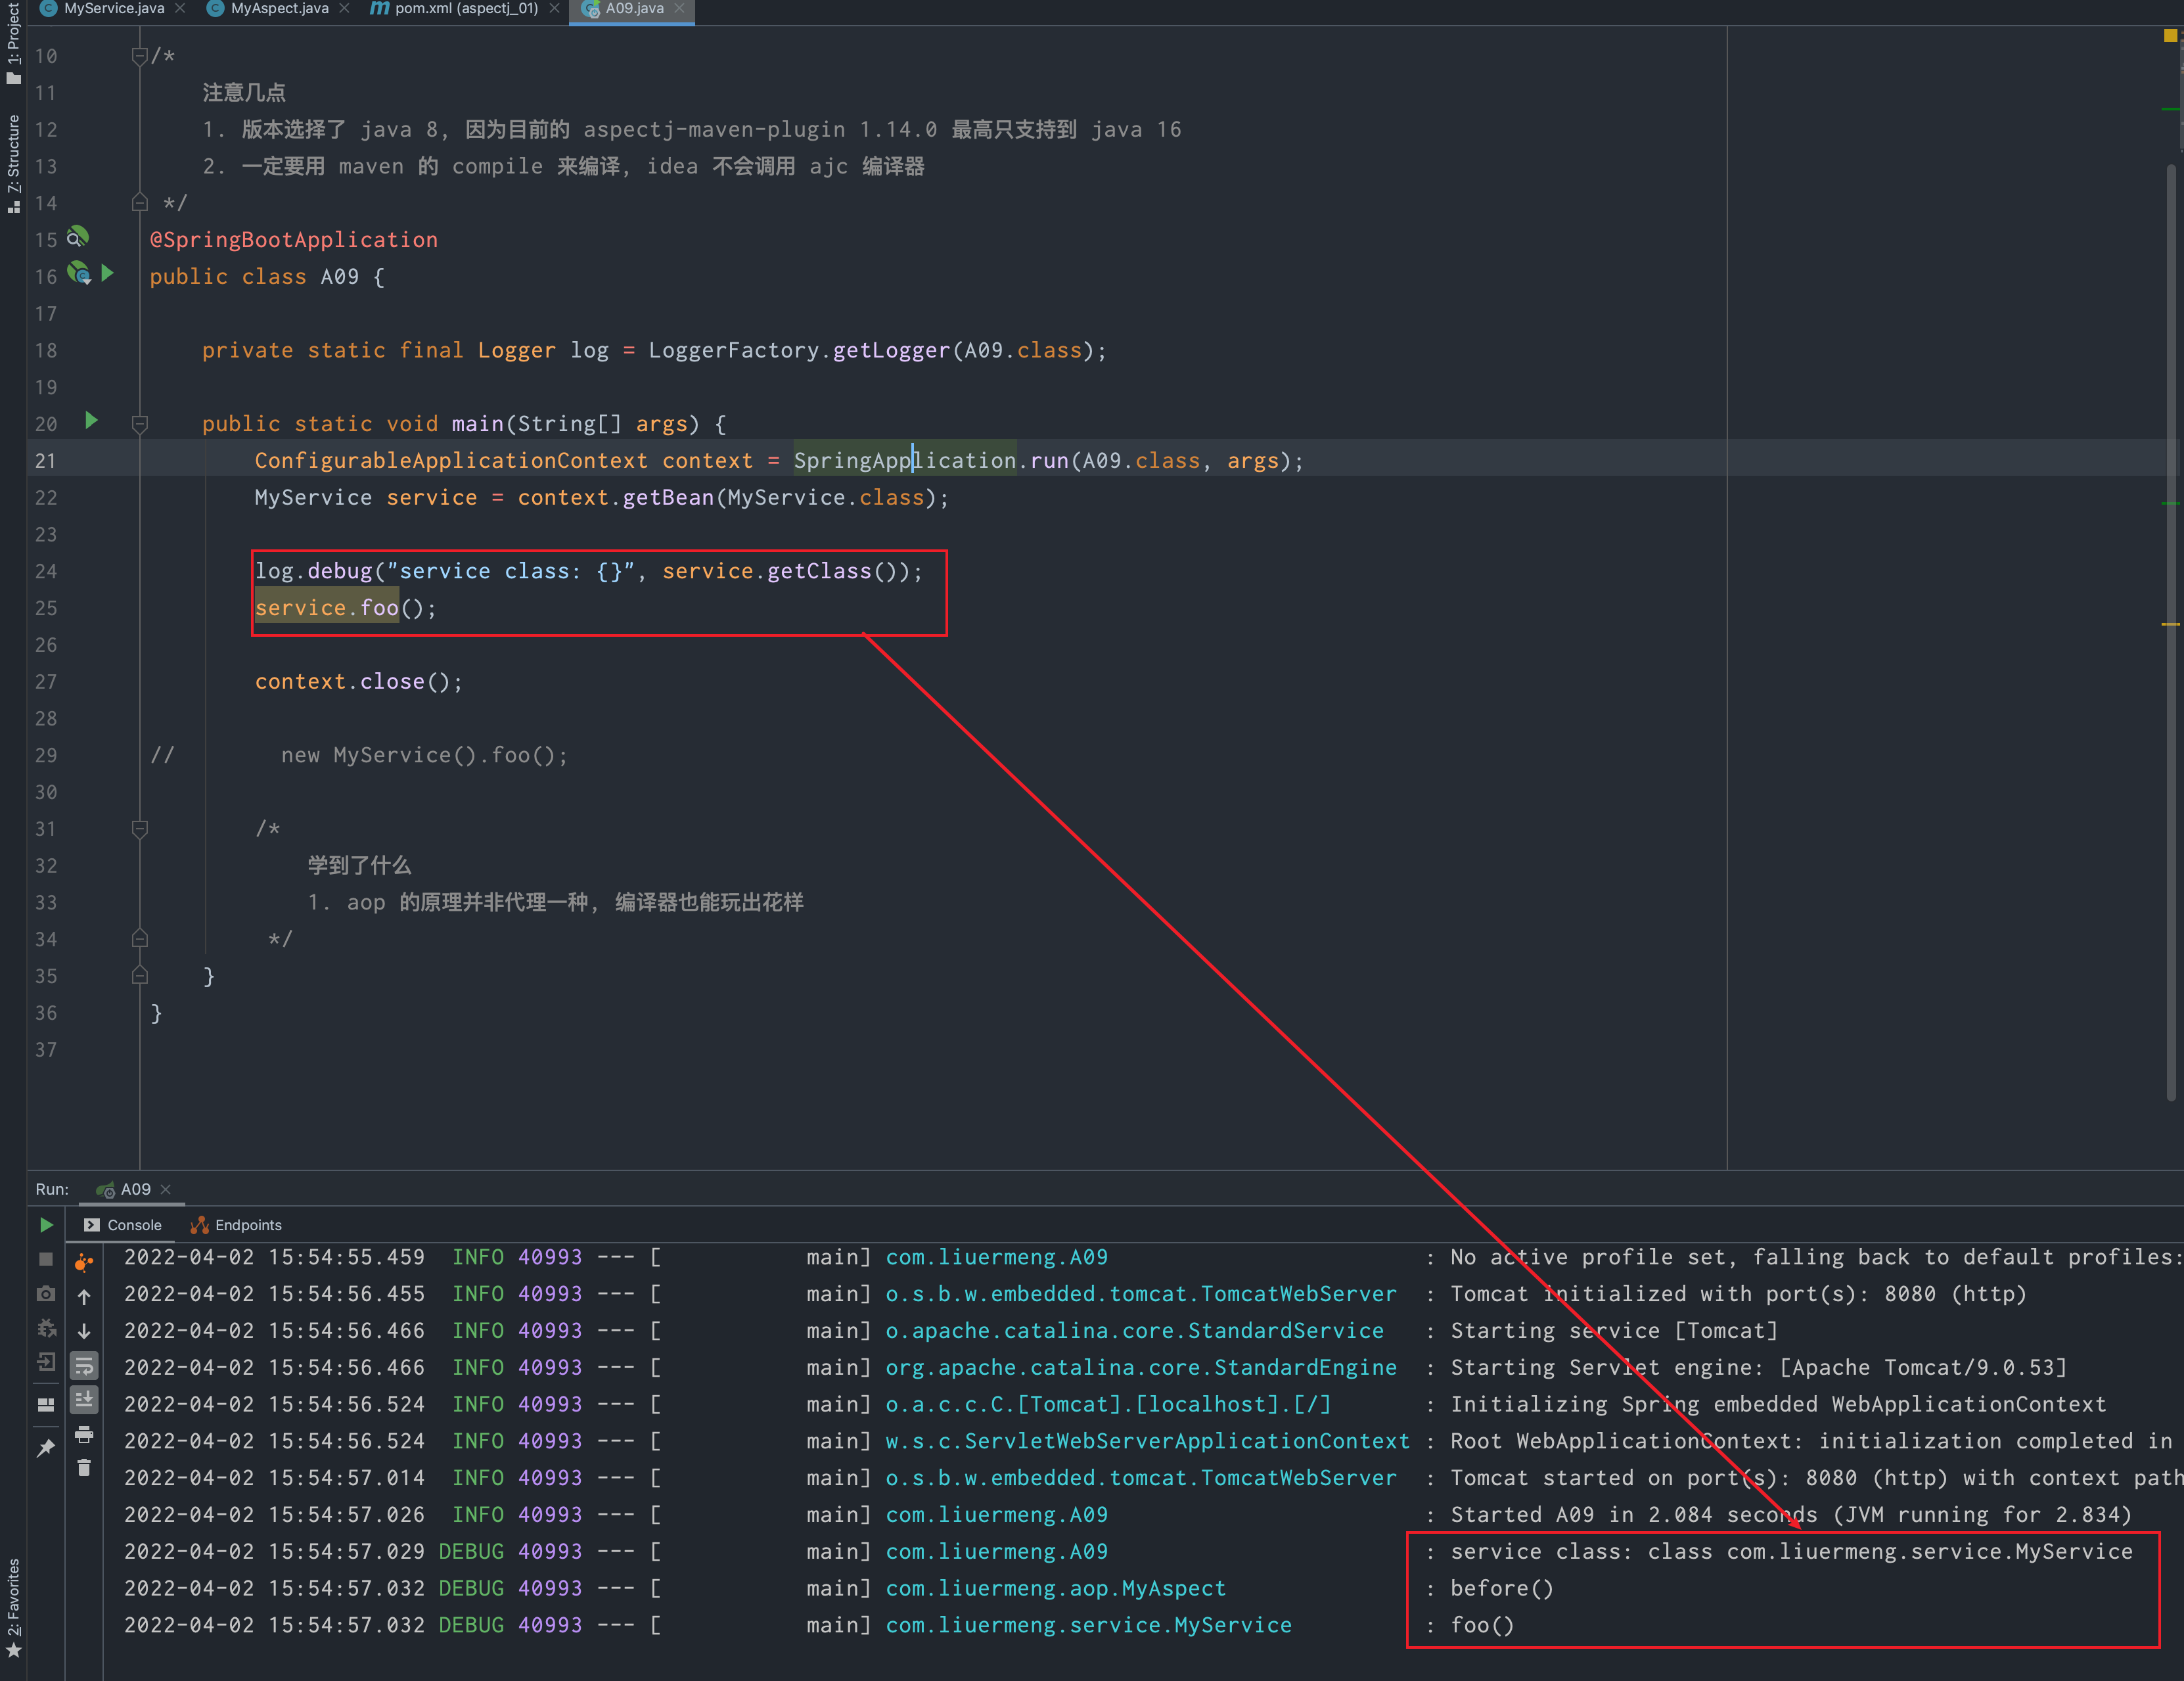 MyService.java MyAspect.java pom.xml (aspectj_01) A09.java
1: Project
7: Structure
10 /*
11 注意几点
12 1. 版本选择了 java 8, 因为目前的 aspectj-maven-plugin 1.14.0 最高只支持到 java 16
13 2. 一定要用 maven 的 compile 来编译, idea 不会调用 ajc 编译器
14 */
15 @SpringBootApplication
16 public class A09 {
17
18 private static final Logger log = LoggerFactory.getLogger(A09.class);
19
20 public static void main(String[] args) {
21 ConfigurableApplicationContext context = SpringApplication.run(A09.class, args);
22 MyService service = context.getBean(MyService.class);
23
24 log.debug("service class: {}", service.getClass());
25 service.foo();
26
27 context.close();
28
29 // new MyService().foo();
30
31 /*
32 学到了什么
33 1. aop 的原理并非代理一种, 编译器也能玩出花样
34 */
35 }
36 }
37
Run: A09
Console Endpoints
2022-04-02 15:54:55.459 INFO 40993 --- [ main] com.liuermeng.A09 : No active profile set, falling back to default profiles:
2022-04-02 15:54:56.455 INFO 40993 --- [ main] o.s.b.w.embedded.tomcat.TomcatWebServer : Tomcat initialized with port(s): 8080 (http)
2022-04-02 15:54:56.466 INFO 40993 --- [ main] o.apache.catalina.core.StandardService : Starting service [Tomcat]
2022-04-02 15:54:56.466 INFO 40993 --- [ main] org.apache.catalina.core.StandardEngine : Starting Servlet engine: [Apache Tomcat/9.0.53]
2022-04-02 15:54:56.524 INFO 40993 --- [ main] o.a.c.c.C.[Tomcat].[localhost].[/] : Initializing Spring embedded WebApplicationContext
2022-04-02 15:54:56.524 INFO 40993 --- [ main] w.s.c.ServletWebServerApplicationContext : Root WebApplicationContext: initialization completed in
2022-04-02 15:54:57.014 INFO 40993 --- [ main] o.s.b.w.embedded.tomcat.TomcatWebServer : Tomcat started on port(s): 8080 (http) with context path
2022-04-02 15:54:57.026 INFO 40993 --- [ main] com.liuermeng.A09 : Started A09 in 2.084 seconds (JVM running for 2.834)
2022-04-02 15:54:57.029 DEBUG 40993 --- [ main] com.liuermeng.A09 : service class: class com.liuermeng.service.MyService
2022-04-02 15:54:57.032 DEBUG 40993 --- [ main] com.liuermeng.aop.MyAspect : before()
2022-04-02 15:54:57.032 DEBUG 40993 --- [ main] com.liuermeng.service.MyService : foo()
2: Favorites